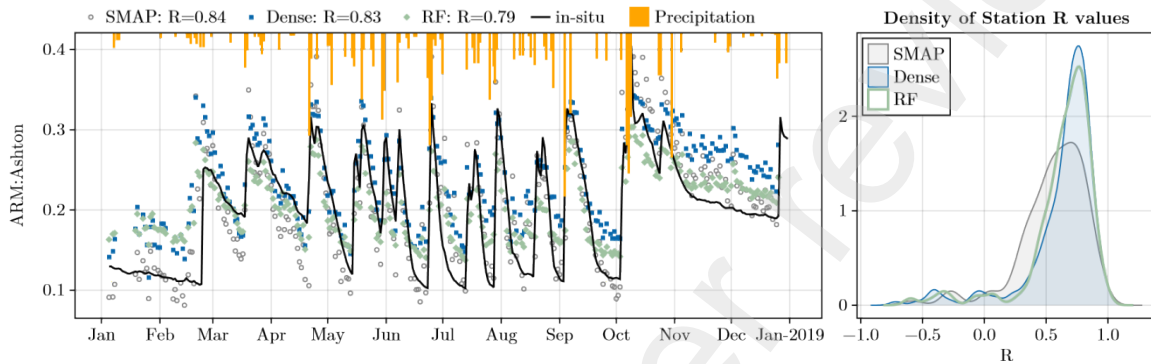 SMAP: R=0.84 Dense: R=0.83 RF: R=0.79 in-situ Precipitation
ARM:Ashton
0.4
0.3
0.2
0.1
Jan Feb Mar Apr May Jun Jul Aug Sep Oct Nov Dec Jan-2019
Density of Station R values
SMAP
Dense
RF
2
1
0
−1.0 −0.5 0.0 0.5 1.0
R
er review